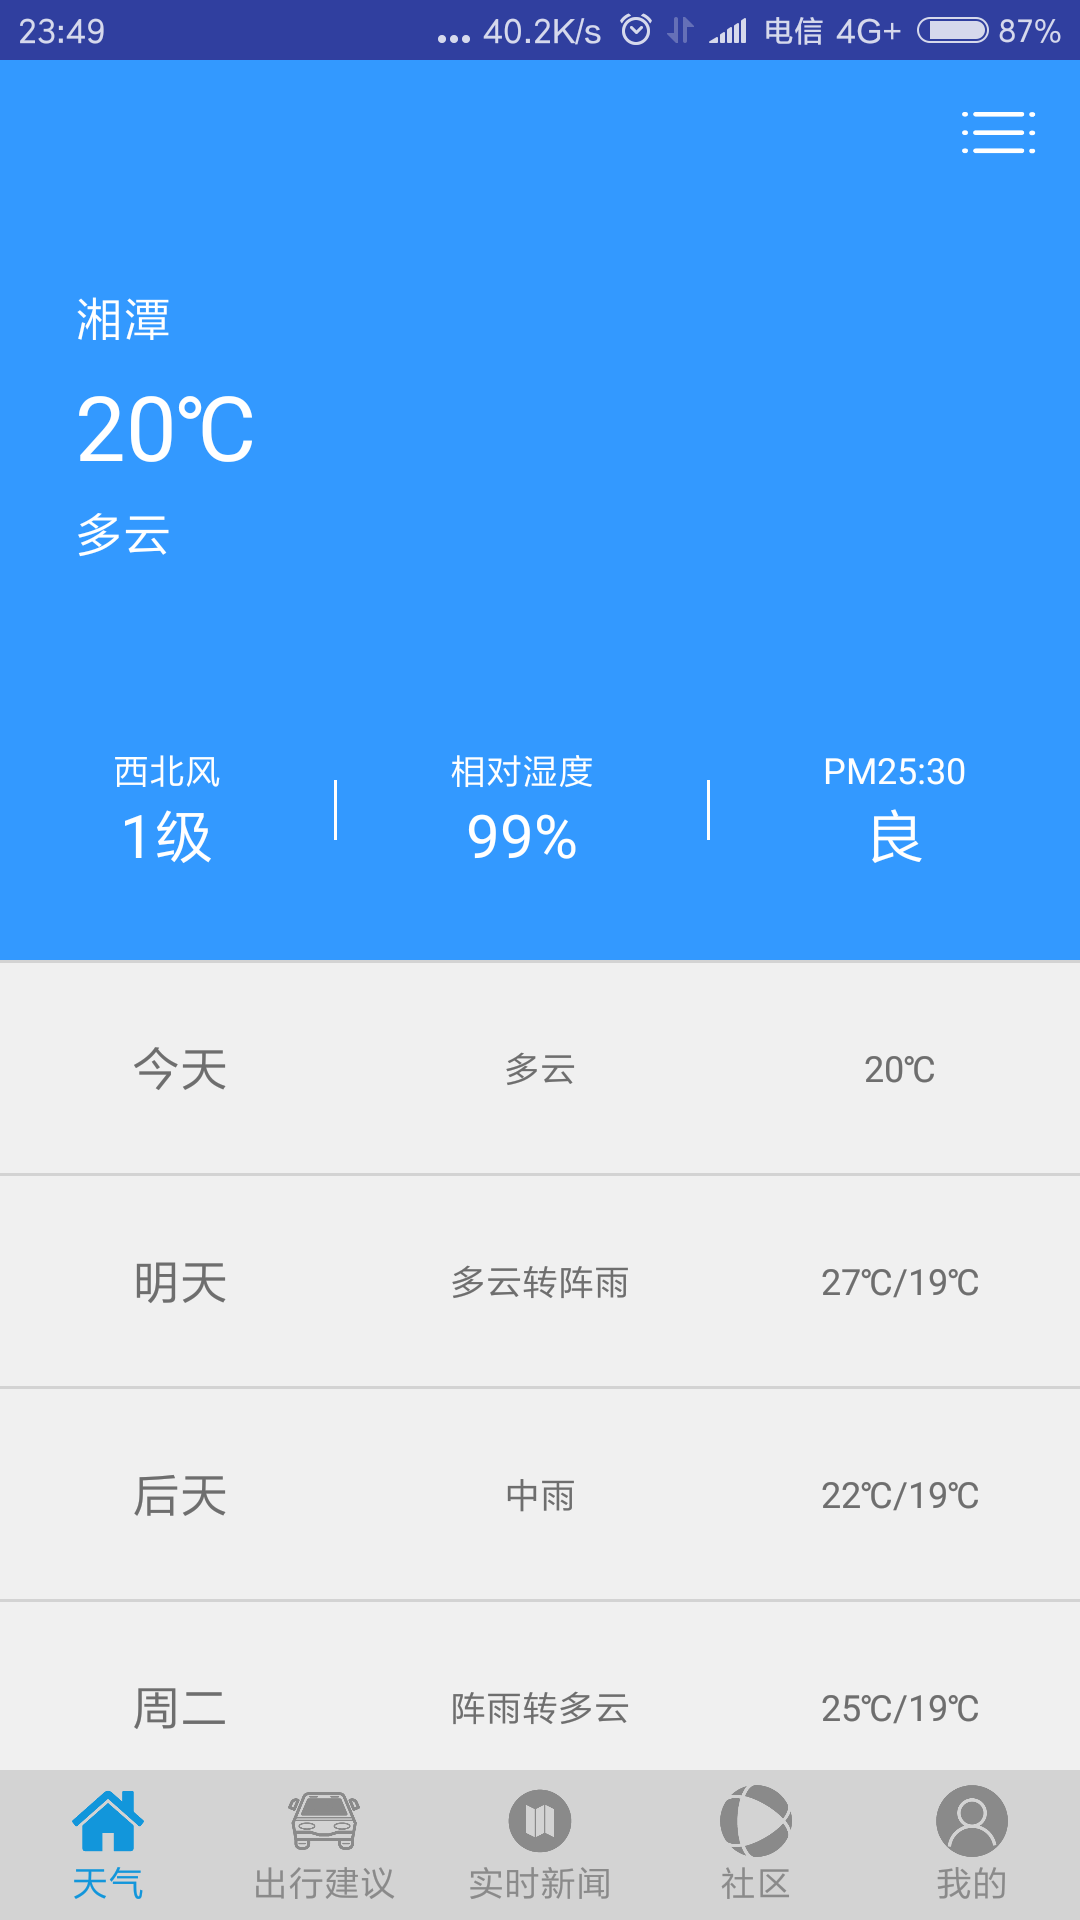 23:49 ... 40.2K/s 电信 4G+ 87%
湘潭
20℃
多云
西北风 相对湿度 PM25:30
1级 99% 良
今天 多云 20℃
明天 多云转阵雨 27℃/19℃
后天 中雨 22℃/19℃
周二 阵雨转多云 25℃/19℃
天气 出行建议 实时新闻 社区 我的